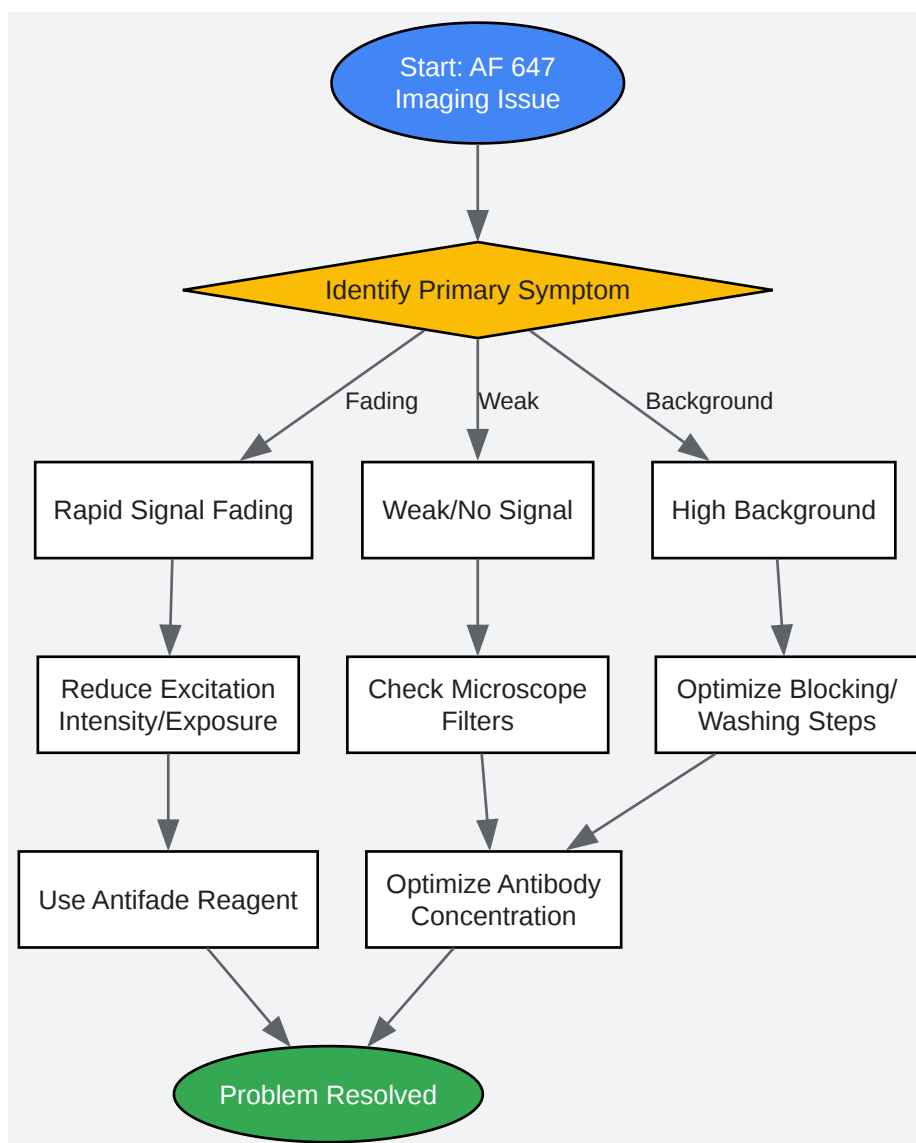 Start: AF 647
Imaging Issue
Identify Primary Symptom
Fading
Weak
Background
Rapid Signal Fading
Weak/No Signal
High Background
Reduce Excitation
Intensity/Exposure
Check Microscope
Filters
Optimize Blocking/
Washing Steps
Use Antifade Reagent
Optimize Antibody
Concentration
Problem Resolved